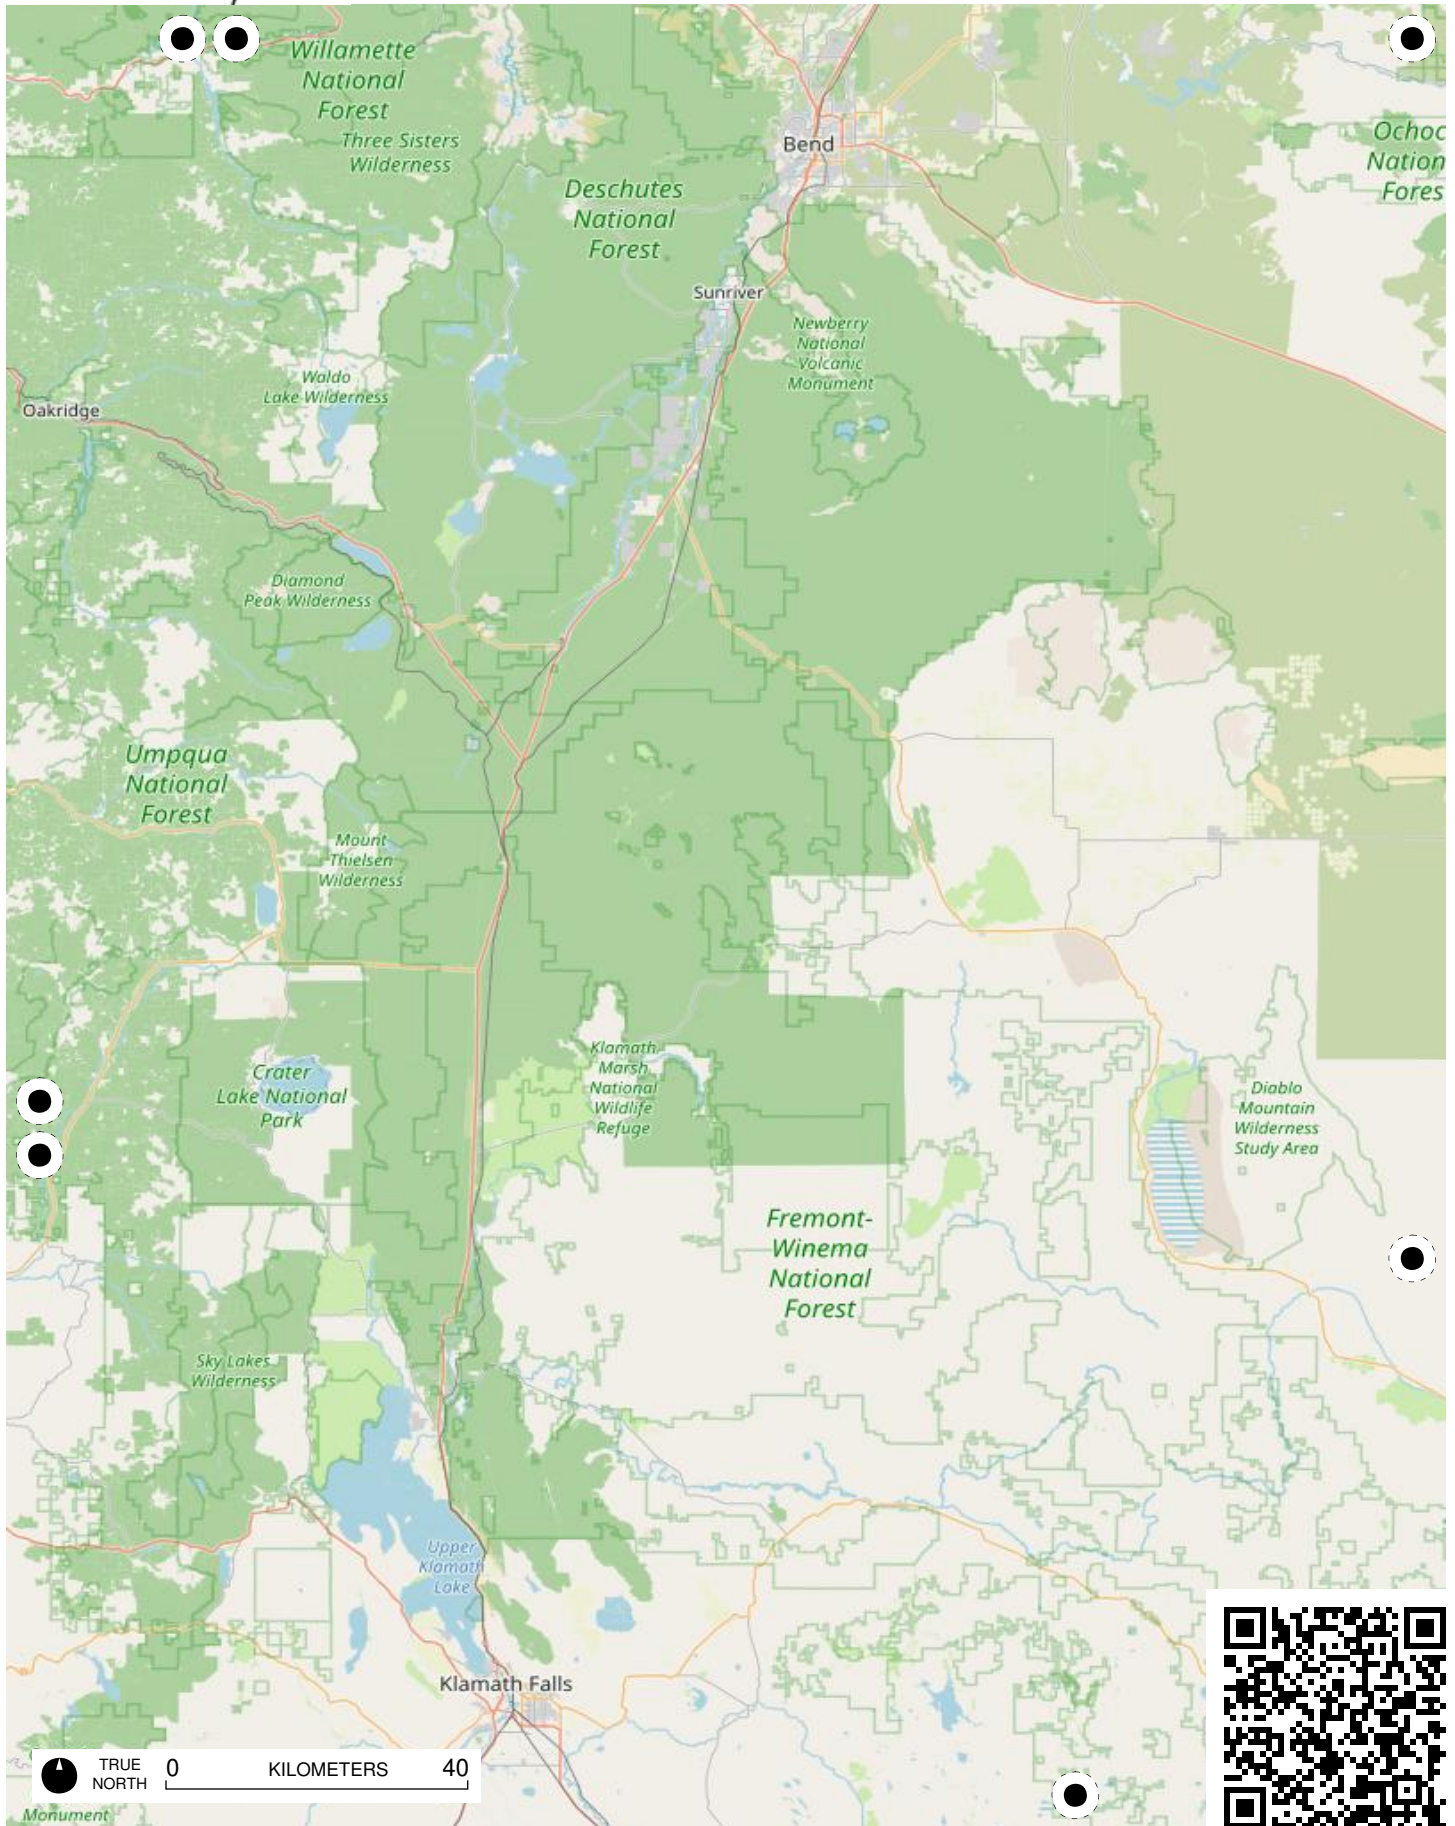 Willamette
National
Forest
Three Sisters
Wilderness
Bend
Deschutes
National
Forest
Sunriver
Newberry
National
Volcanic
Monument
Waldo
Lake Wilderness
Oakridge
Diamond
Peak Wilderness
Umpqua
National
Forest
Mount
Thielsen
Wilderness
Crater
Lake National
Park
Klamath
Marsh
National
Wildlife
Refuge
Diablo
Mountain
Wilderness
Study Area
Fremont-
Winema
National
Forest
Sky Lakes
Wilderness
Upper
Klamath
Lake
Klamath Falls
TRUE
NORTH
0 KILOMETERS 40
Monument
Ochoc
Nation
Fores